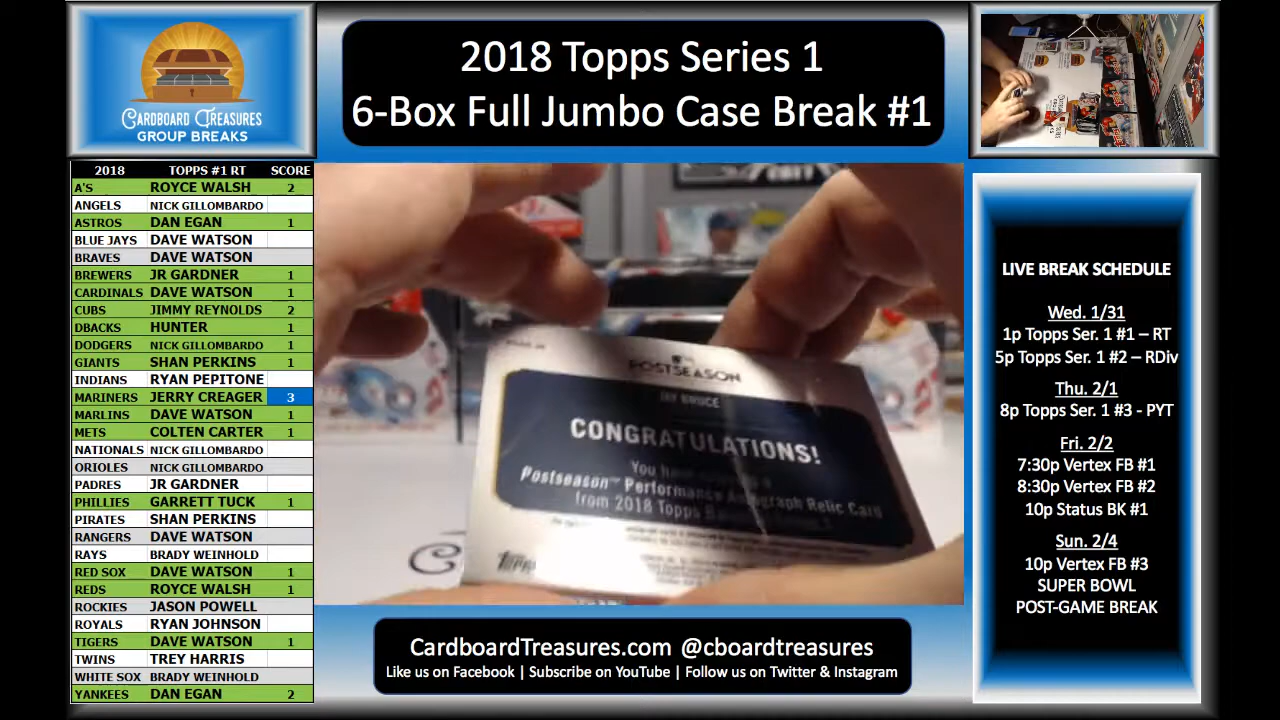 CARDBOARD TREASURES
GROUP BREAKS
2018 Topps Series 1
6-Box Full Jumbo Case Break #1
2018 TOPPS #1 RT SCORE
A'S ROYCE WALSH 2
ANGELS NICK GILLOMBARDO
ASTROS DAN EGAN 1
BLUE JAYS DAVE WATSON
BRAVES DAVE WATSON
BREWERS JR GARDNER 1
CARDINALS DAVE WATSON 1
CUBS JIMMY REYNOLDS 2
DBACKS HUNTER 1
DODGERS NICK GILLOMBARDO 1
GIANTS SHAN PERKINS 1
INDIANS RYAN PEPITONE
MARINERS JERRY CREAGER 3
MARLINS DAVE WATSON 1
METS COLTEN CARTER 1
NATIONALS NICK GILLOMBARDO
ORIOLES NICK GILLOMBARDO
PADRES JR GARDNER
PHILLIES GARRETT TUCK 1
PIRATES SHAN PERKINS
RANGERS DAVE WATSON
RAYS BRADY WEINHOLD
RED SOX DAVE WATSON 1
REDS ROYCE WALSH 1
ROCKIES JASON POWELL
ROYALS RYAN JOHNSON
TIGERS DAVE WATSON 1
TWINS TREY HARRIS
WHITE SOX BRADY WEINHOLD
YANKEES DAN EGAN 2
POSTSEASON
JAY BRUCE
CONGRATULATIONS!
You have
Postseason™ Performance Autograph Relic Card
from 2018 Topps
Topps
LIVE BREAK SCHEDULE
Wed. 1/31
1p Topps Ser. 1 #1 – RT
5p Topps Ser. 1 #2 – RDiv
Thu. 2/1
8p Topps Ser. 1 #3 - PYT
Fri. 2/2
7:30p Vertex FB #1
8:30p Vertex FB #2
10p Status BK #1
Sun. 2/4
10p Vertex FB #3
SUPER BOWL
POST-GAME BREAK
CardboardTreasures.com @cboardtreasures
Like us on Facebook | Subscribe on YouTube | Follow us on Twitter & Instagram